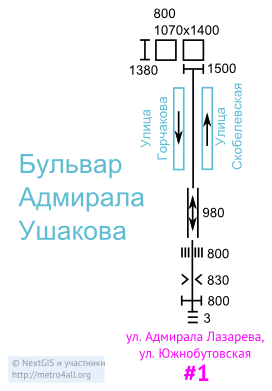 800
1070x1400
1380
1500
Улица
Горчакова
Улица
Скобелевская
Бульвар
Адмирала
Ушакова
980
800
830
800
3
ул. Адмирала Лазарева,
ул. Южнобутовская
#1
© NextGIS и участники
http://metro4all.org